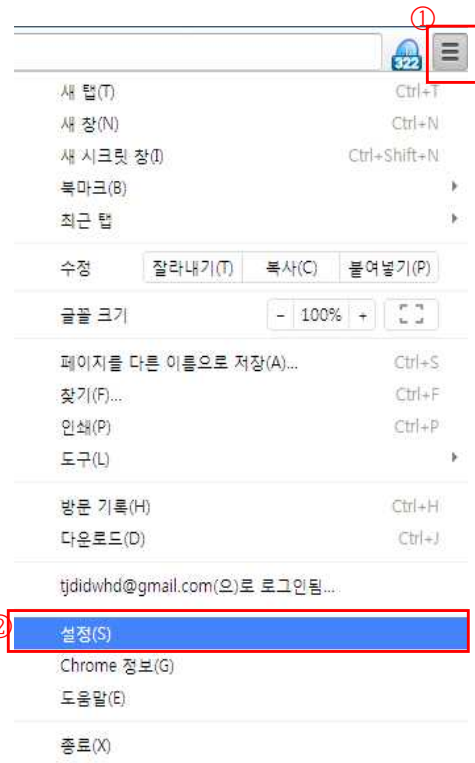 ①
322
새 탭(T) Ctrl+T
새 창(N) Ctrl+N
새 시크릿 창(I) Ctrl+Shift+N
북마크(B)
최근 탭
수정 잘라내기(T) 복사(C) 붙여넣기(P)
글꼴 크기 - 100% +
페이지를 다른 이름으로 저장(A)... Ctrl+S
찾기(F)... Ctrl+F
인쇄(P) Ctrl+P
도구(L)
방문 기록(H) Ctrl+H
다운로드(D) Ctrl+J
tjdidwhd@gmail.com(으)로 로그인됨...
② 설정(S)
Chrome 정보(G)
도움말(E)
종료(X)